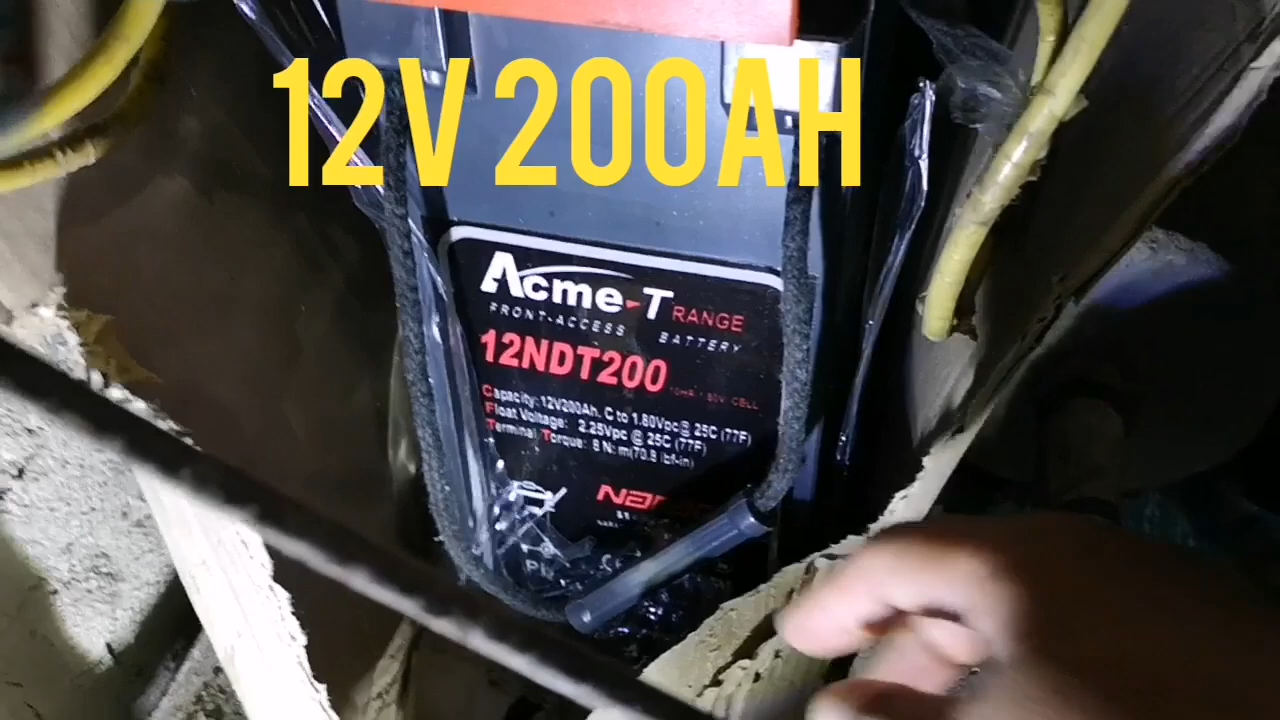 12V 200AH
Acme-T RANGE
FRONT-ACCESS BATTERY
12NDT200
Capacity: 12V200Ah, C to 1.80Vpc@ 25C (77F)
Float Voltage: 2.25Vpc @ 25C (77F)
Terminal Torque: 8 N·m(70.8 lbf-in)